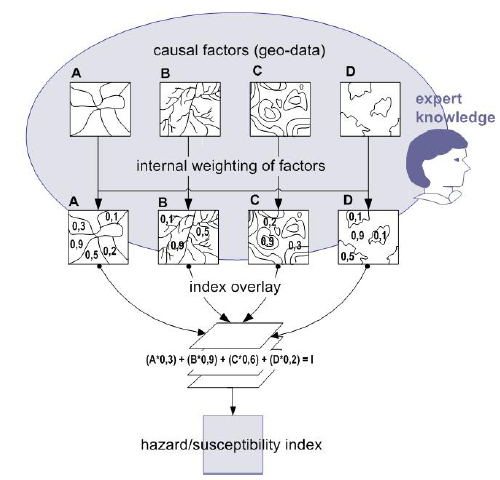 causal factors (geo-data)
A B C D
expert
knowledge
internal weighting of factors
A B C D
0,3 0,1 0,9 0,5 0,2
0,1 0,5 0,9
0,2 0,9 0,3
0,1 0,9 0,1 0,5
index overlay
(A*0,3) + (B*0,9) + (C*0,6) + (D*0,2) = I
hazard/susceptibility index